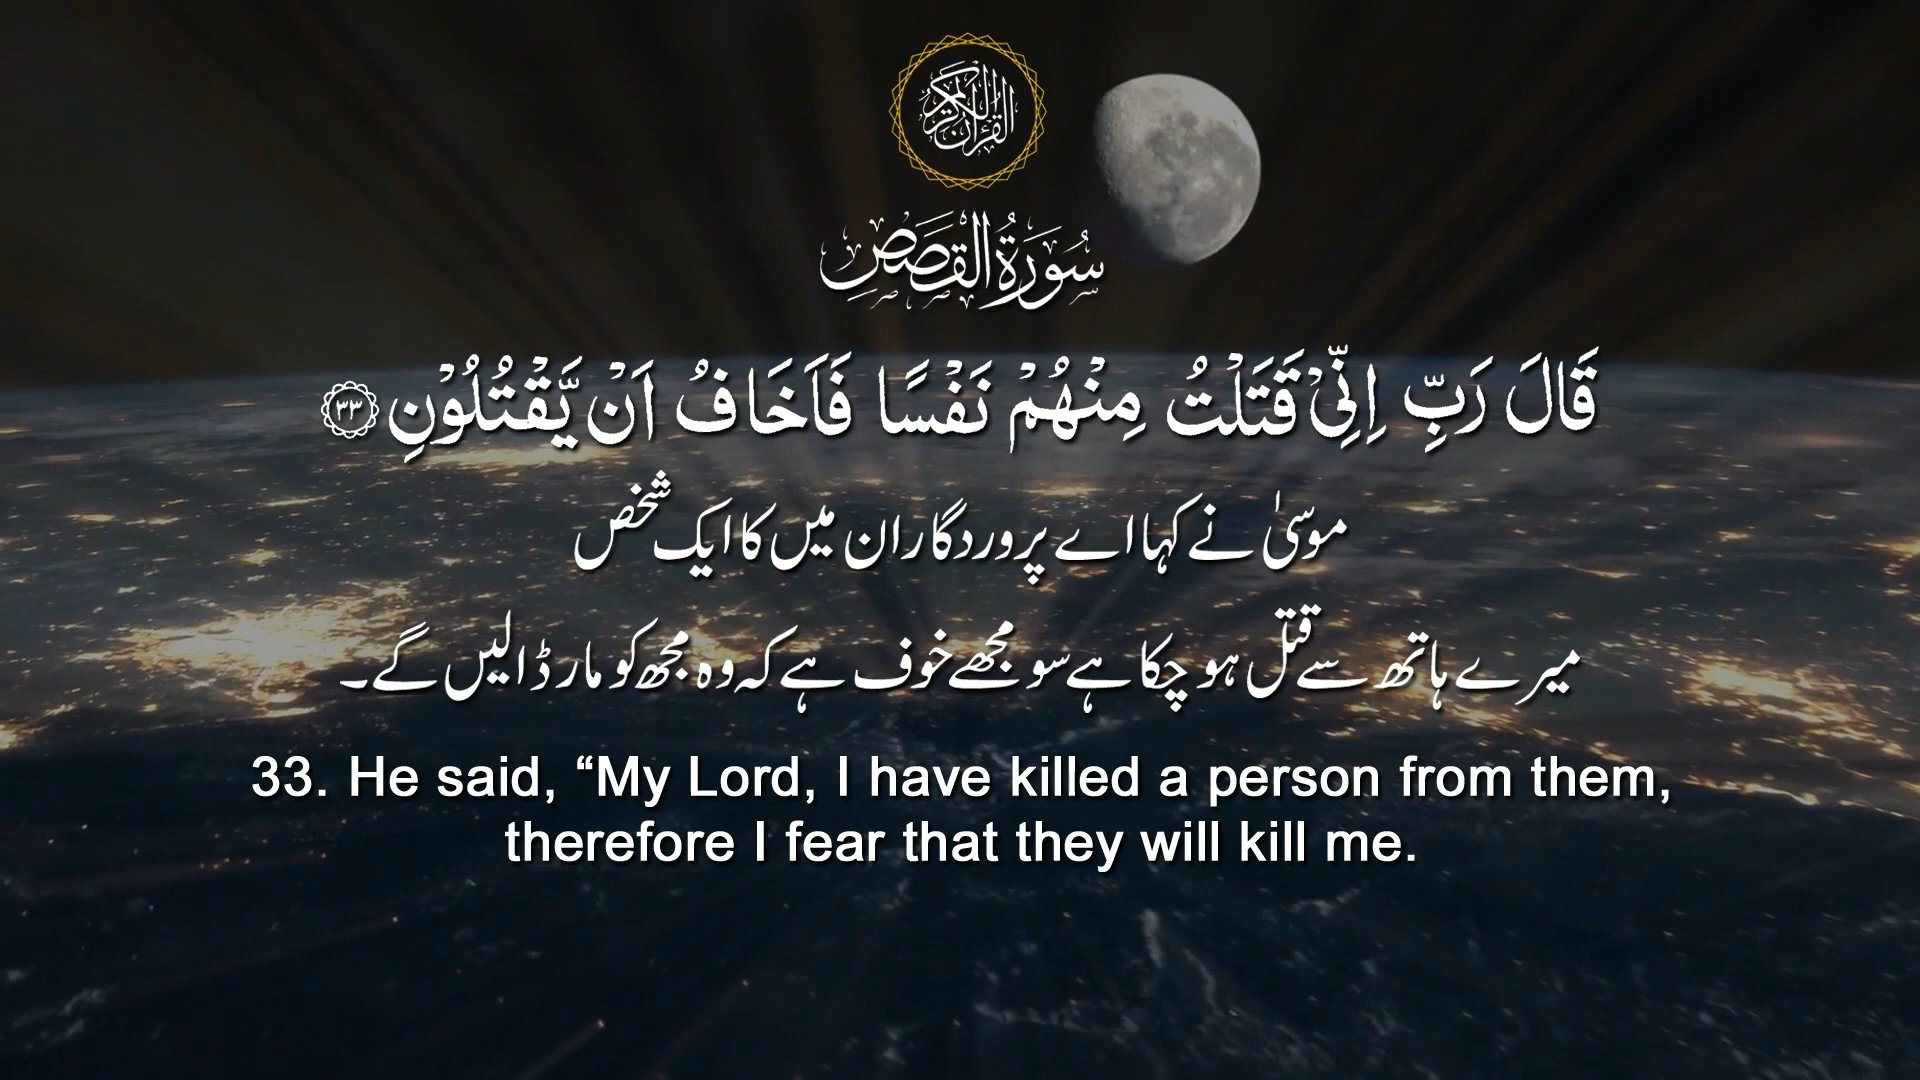 القرآن الكريم
سُورَةُ الْقَصَصِ
قَالَ رَبِّ اِنِّىْ قَتَلْتُ مِنْهُمْ نَفْسًا فَاَخَافُ اَنْ يَّقْتُلُوْنِ ۳۳
موسیٰ نے کہا اے پروردگار ان میں کا ایک شخص
میرے ہاتھ سے قتل ہو چکا ہے سو مجھے خوف ہے کہ وہ مجھ کو مار ڈالیں گے۔
33. He said, “My Lord, I have killed a person from them,
therefore I fear that they will kill me.